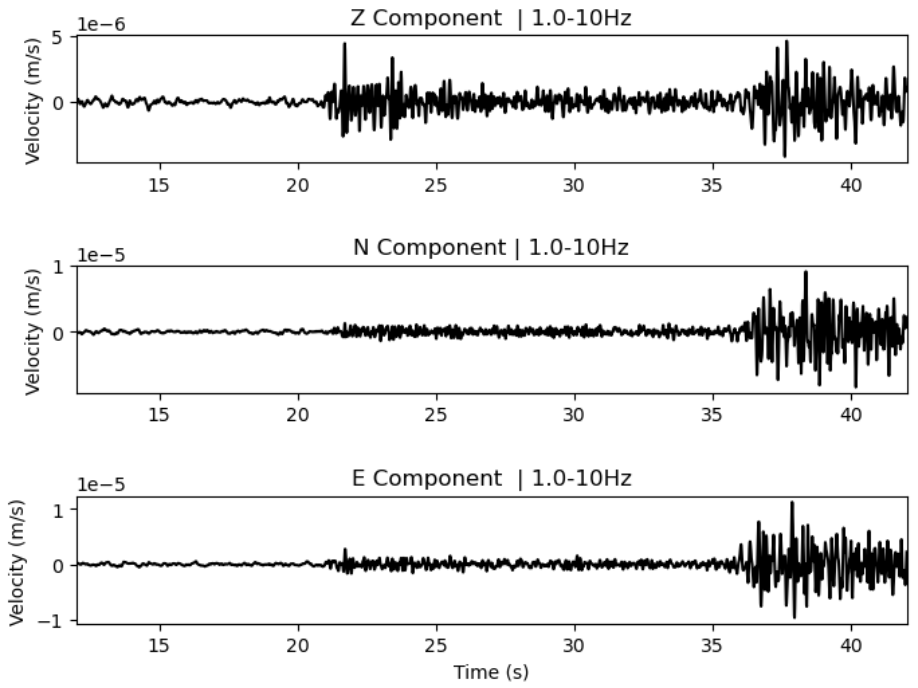 Z Component | 1.0-10Hz
1e−6
Velocity (m/s)
5
0
15 20 25 30 35 40
N Component | 1.0-10Hz
1e−5
Velocity (m/s)
1
0
15 20 25 30 35 40
E Component | 1.0-10Hz
1e−5
Velocity (m/s)
1
0
−1
15 20 25 30 35 40
Time (s)